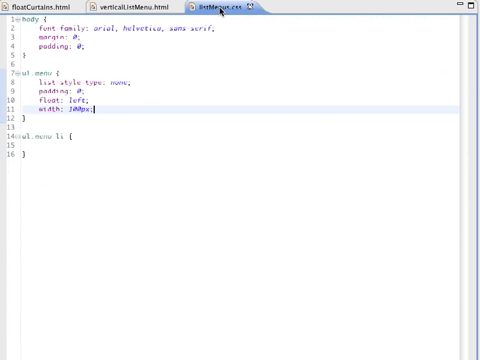 floatCurtains.html verticalListMenu.html listMenus.css
1 body {
2 font family: arial, helvetica, sans serif;
3 margin: 0;
4 padding: 0;
5 }
6
7 ul.menu {
8 list style type: none;
9 padding: 0;
10 float: left;
11 width: 100px;
12 }
13
14 ul.menu li {
15
16 }